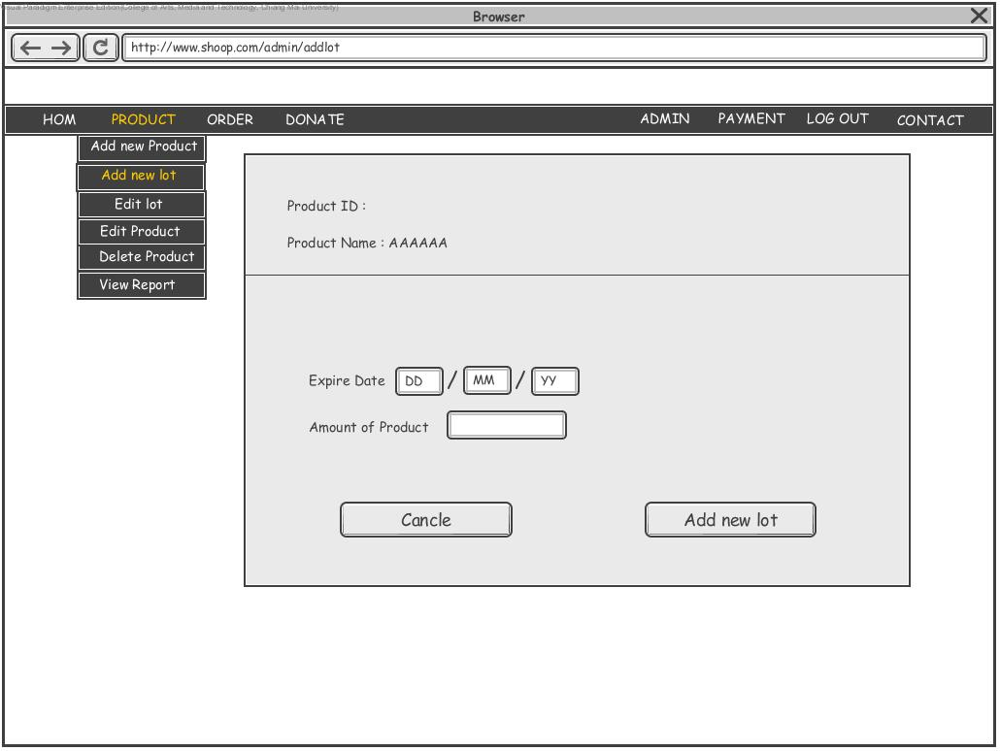 Visual Paradigm Enterprise Edition(College of Arts, Media and Technology, Chiang Mai University)
Browser
http://www.shoop.com/admin/addlot
HOM PRODUCT ORDER DONATE ADMIN PAYMENT LOG OUT CONTACT
Add new Product
Add new lot
Edit lot
Edit Product
Delete Product
View Report
Product ID :
Product Name : AAAAAA
Expire Date DD / MM / YY
Amount of Product
Cancle Add new lot